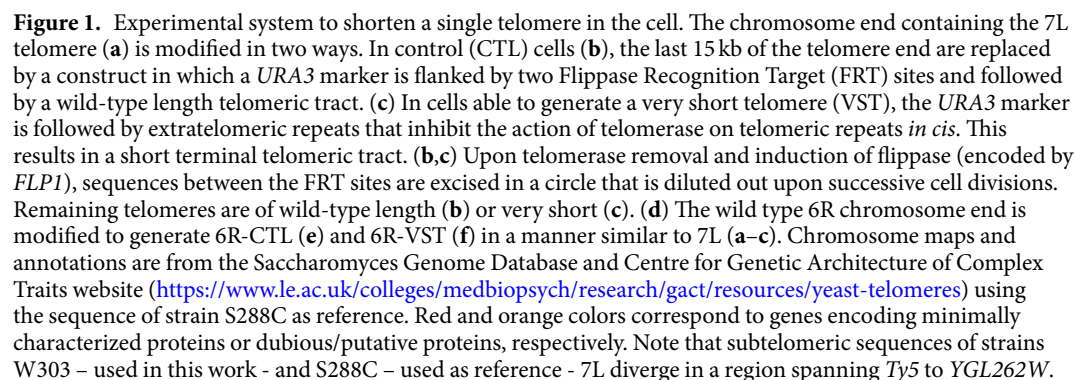 Figure 1. Experimental system to shorten a single telomere in the cell. The chromosome end containing the 7L
telomere (a) is modified in two ways. In control (CTL) cells (b), the last 15 kb of the telomere end are replaced
by a construct in which a URA3 marker is flanked by two Flippase Recognition Target (FRT) sites and followed
by a wild-type length telomeric tract. (c) In cells able to generate a very short telomere (VST), the URA3 marker
is followed by extratelomeric repeats that inhibit the action of telomerase on telomeric repeats in cis. This
results in a short terminal telomeric tract. (b,c) Upon telomerase removal and induction of flippase (encoded by
FLP1), sequences between the FRT sites are excised in a circle that is diluted out upon successive cell divisions.
Remaining telomeres are of wild-type length (b) or very short (c). (d) The wild type 6R chromosome end is
modified to generate 6R-CTL (e) and 6R-VST (f) in a manner similar to 7L (a–c). Chromosome maps and
annotations are from the Saccharomyces Genome Database and Centre for Genetic Architecture of Complex
Traits website (https://www.le.ac.uk/colleges/medbiopsych/research/gact/resources/yeast-telomeres) using
the sequence of strain S288C as reference. Red and orange colors correspond to genes encoding minimally
characterized proteins or dubious/putative proteins, respectively. Note that subtelomeric sequences of strains
W303 – used in this work - and S288C – used as reference - 7L diverge in a region spanning Ty5 to YGL262W.